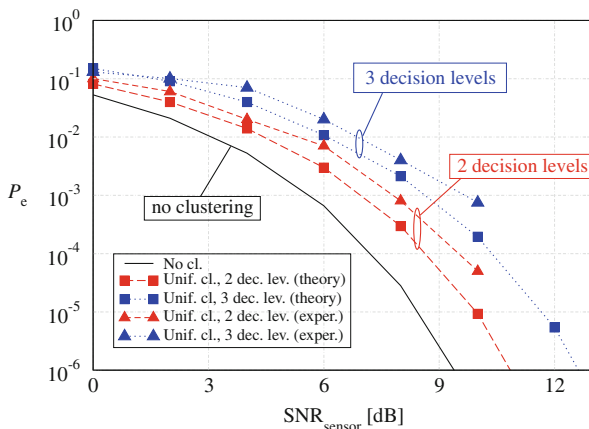 10^0
10^-1
3 decision levels
10^-2
P_e
2 decision levels
10^-3
no clustering
10^-4
No cl.
Unif. cl., 2 dec. lev. (theory)
Unif. cl, 3 dec. lev. (theory)
10^-5
Unif. cl., 2 dec. lev. (exper.)
Unif. cl., 3 dec. lev. (exper.)
10^-6
0 3 6 9 12
SNR_sensor [dB]